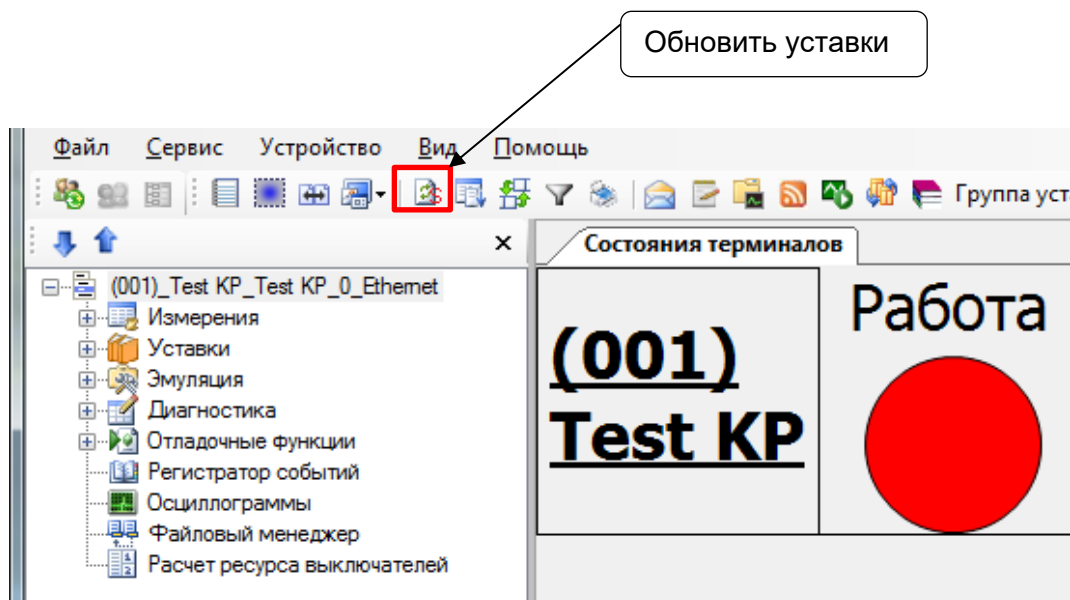 Обновить уставки
Файл Сервис Устройство Вид Помощь
Группа уст
Состояния терминалов
(001)_Test KP_Test KP_0_Ethernet
Измерения
Уставки
Эмуляция
Диагностика
Отладочные функции
Регистратор событий
Осциллограммы
Файловый менеджер
Расчет ресурса выключателей
(001)
Test KP
Работа